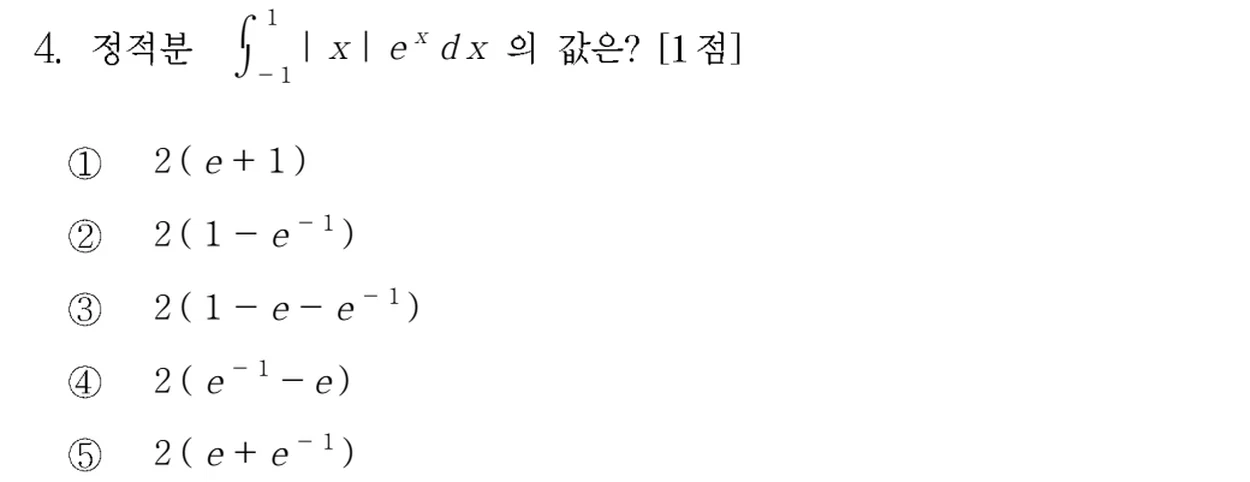 4. 정적분 ∫_{-1}^{1} |x| e^x dx 의 값은? [1점]
① 2(e+1)
② 2(1-e^{-1})
③ 2(1-e-e^{-1})
④ 2(e^{-1}-e)
⑤ 2(e+e^{-1})